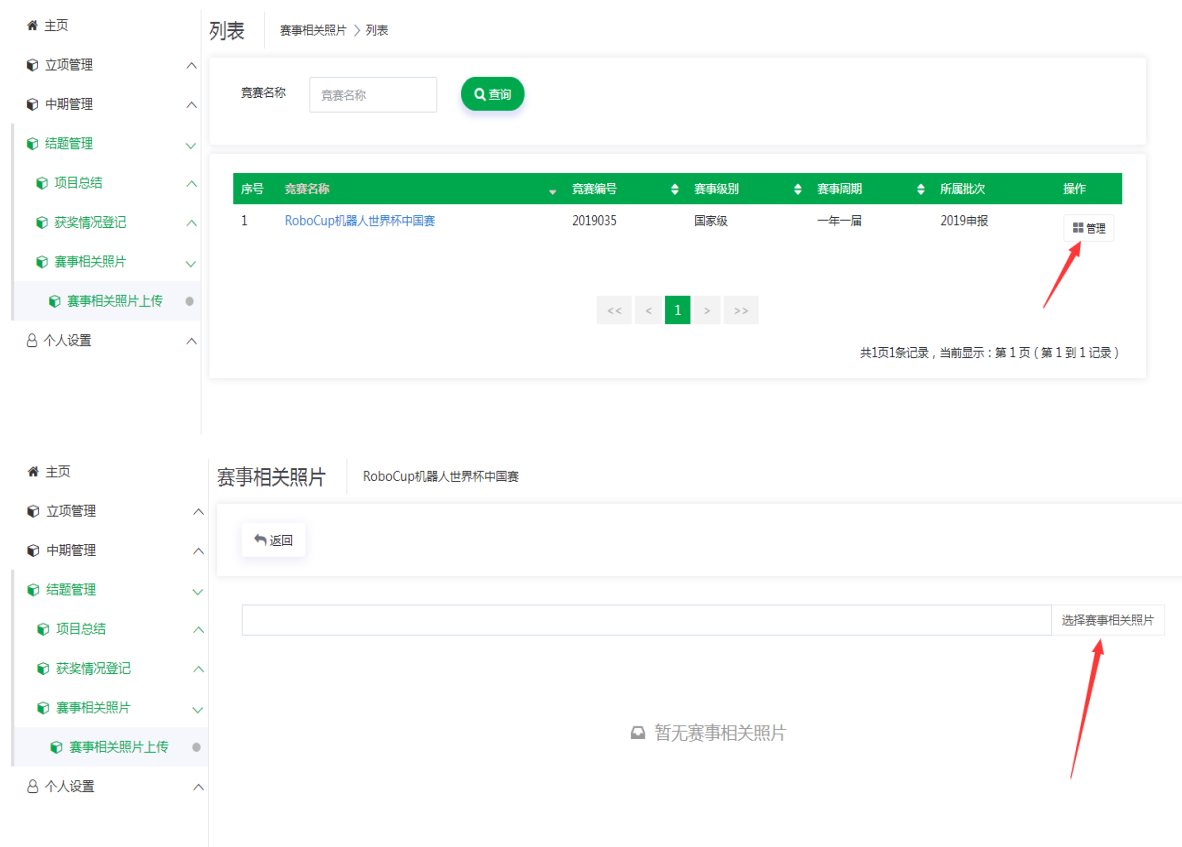 主页
列表
赛事相关照片 > 列表
立项管理
中期管理
结题管理
项目总结
获奖情况登记
赛事相关照片
赛事相关照片上传
个人设置
竞赛名称 竞赛名称 查询
序号 竞赛名称 竞赛编号 赛事级别 赛事周期 所属批次 操作
1 RoboCup机器人世界杯中国赛 2019035 国家级 一年一届 2019申报 管理
<< < 1 > >>
共1页1条记录，当前显示：第 1 页 ( 第 1 到 1 记录 )
主页
赛事相关照片 RoboCup机器人世界杯中国赛
立项管理
中期管理
结题管理
项目总结
获奖情况登记
赛事相关照片
赛事相关照片上传
个人设置
返回
选择赛事相关照片
暂无赛事相关照片